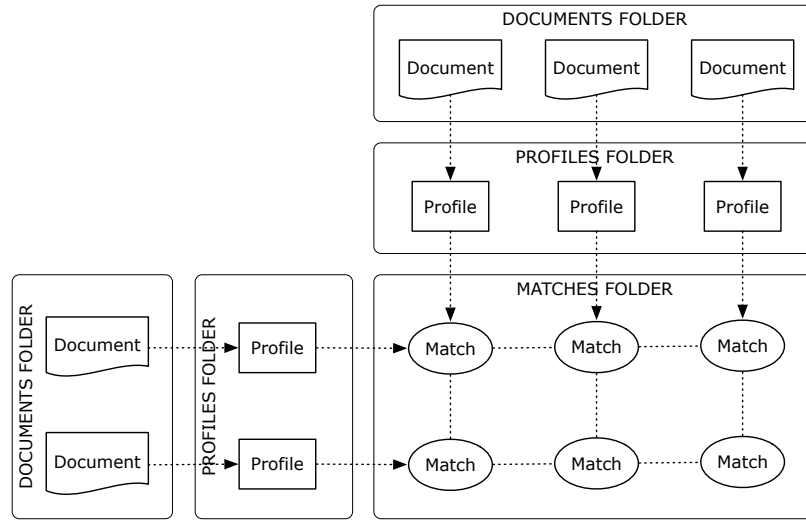 DOCUMENTS FOLDER
Document Document Document
PROFILES FOLDER
Profile Profile Profile
MATCHES FOLDER
DOCUMENTS FOLDER
PROFILES FOLDER
Document Profile Match Match Match
Document Profile Match Match Match